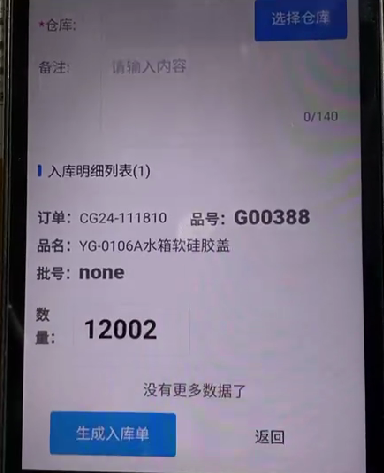 *仓库: 选择仓库
备注: 请输入内容
0/140
入库明细列表(1)
订单: CG24-111810 品号: G00388
品名: YG-0106A水箱软硅胶盖
批号: none
数量: 12002
没有更多数据了
生成入库单 返回